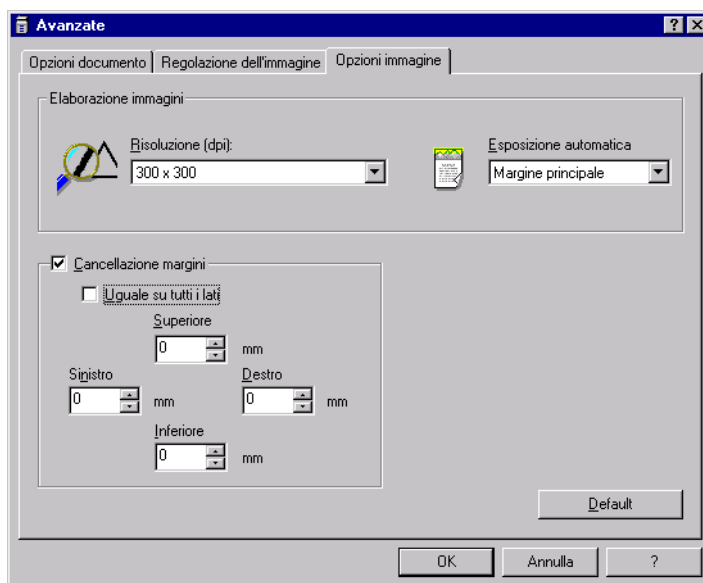 Avanzate
Opzioni documento Regolazione dell'immagine Opzioni immagine
Elaborazione immagini
Risoluzione (dpi): Esposizione automatica
300 x 300 Margine principale
Cancellazione margini
Uguale su tutti i lati
Superiore
0 mm
Sinistro Destro
0 mm 0 mm
Inferiore
0 mm
Default
OK Annulla ?